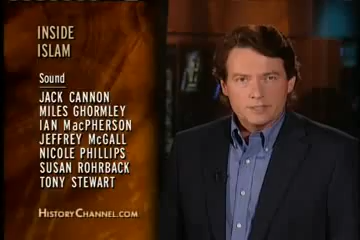 INSIDE
ISLAM
Sound
JACK CANNON
MILES GHORMLEY
IAN MacPHERSON
JEFFREY McGALL
NICOLE PHILLIPS
SUSAN ROHRBACK
TONY STEWART
HISTORYCHANNEL.COM